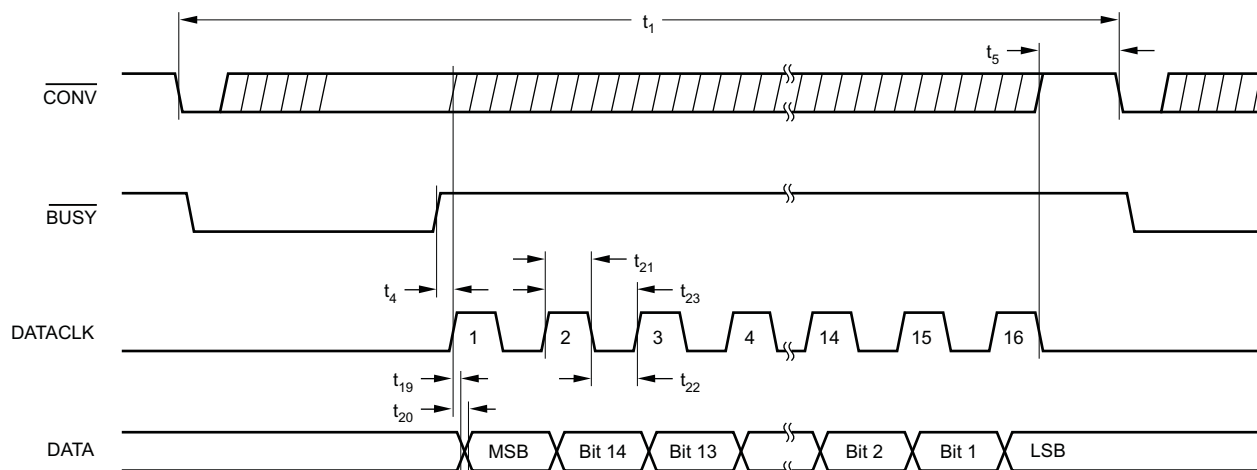 t1
t5
CONV
BUSY
t21
t4
t23
DATACLK
1 2 3 4 14 15 16
t19
t22
t20
DATA
MSB Bit 14 Bit 13 Bit 2 Bit 1 LSB